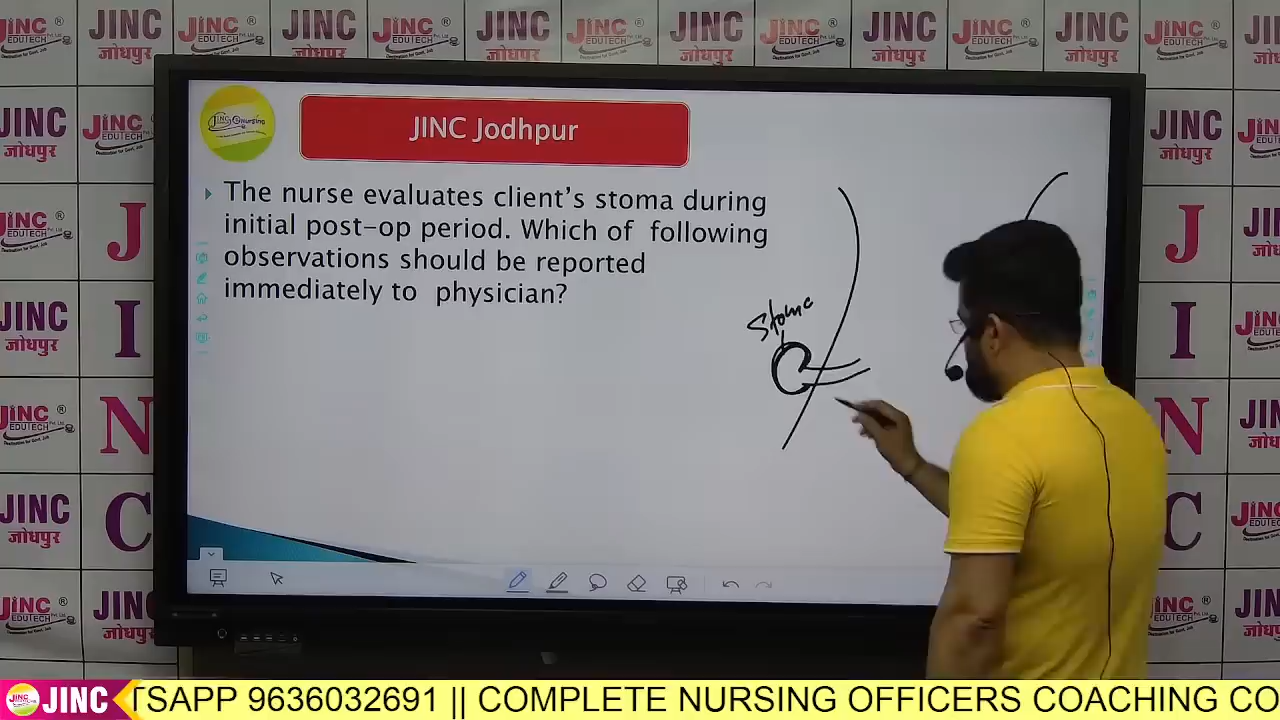 JINC Jodhpur
The nurse evaluates client's stoma during
initial post-op period. Which of following
observations should be reported
immediately to physician?
Stoma
J
I
N
C
J
I
N
C
JINC
जोधपुर
JINC
EDUTECH
JINC TSAPP 9636032691 || COMPLETE NURSING OFFICERS COACHING CO